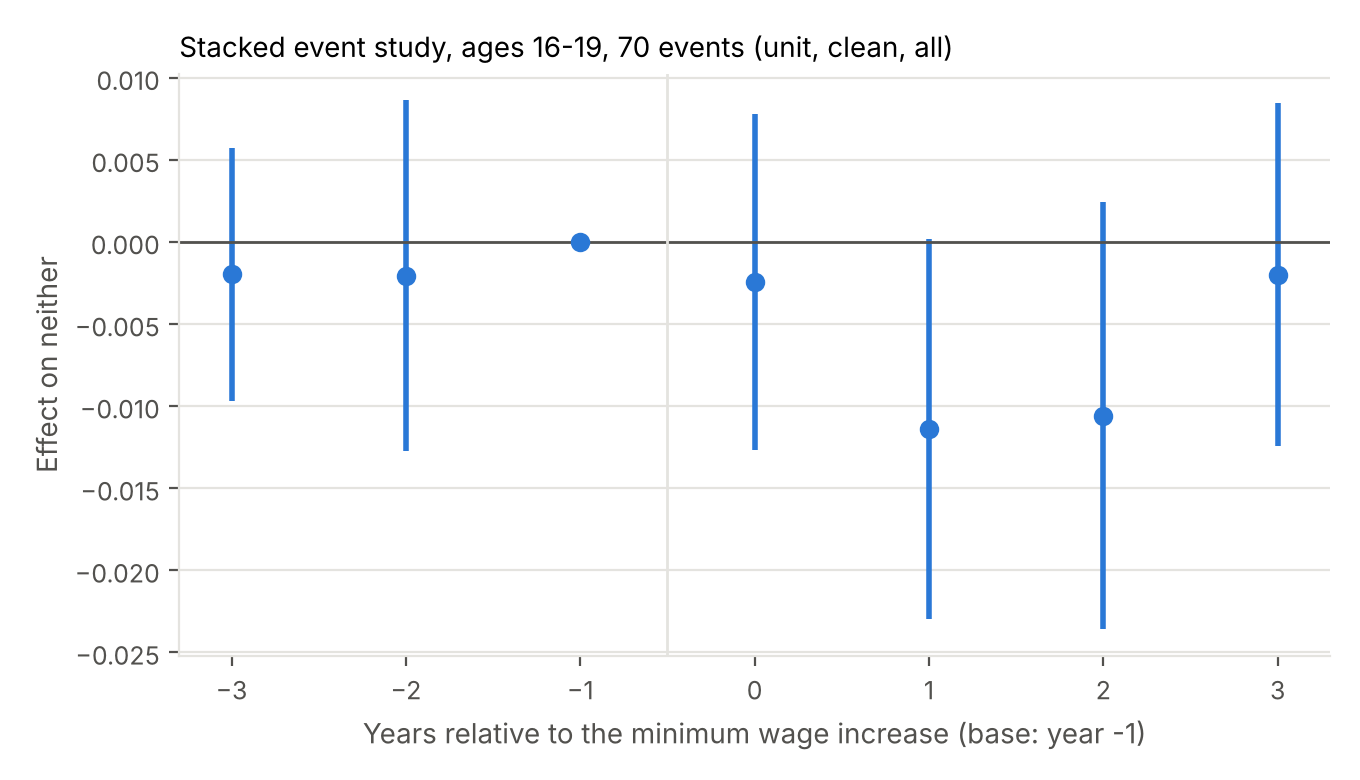 Stacked event study, ages 16-19, 70 events (unit, clean, all)
0.010
0.005
0.000
−0.005
−0.010
−0.015
−0.020
−0.025
Effect on neither
−3 −2 −1 0 1 2 3
Years relative to the minimum wage increase (base: year -1)